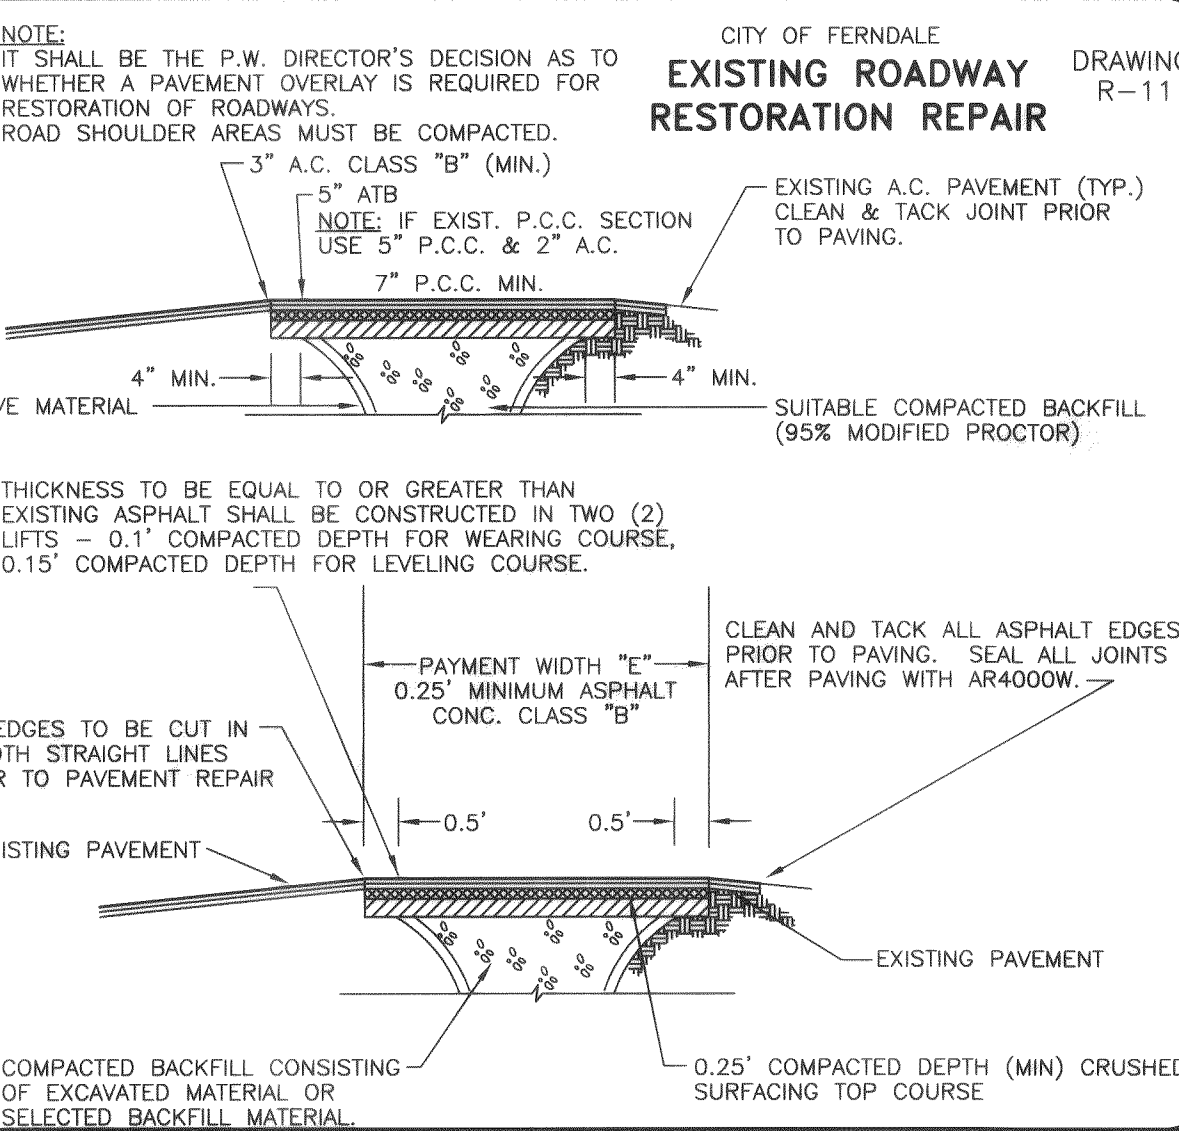 NOTE:
IT SHALL BE THE P.W. DIRECTOR'S DECISION AS TO
WHETHER A PAVEMENT OVERLAY IS REQUIRED FOR
RESTORATION OF ROADWAYS.
ROAD SHOULDER AREAS MUST BE COMPACTED.
CITY OF FERNDALE
EXISTING ROADWAY
RESTORATION REPAIR
DRAWING
R-11
3" A.C. CLASS "B" (MIN.)
5" ATB
NOTE: IF EXIST. P.C.C. SECTION
USE 5" P.C.C. & 2" A.C.
7" P.C.C. MIN.
EXISTING A.C. PAVEMENT (TYP.)
CLEAN & TACK JOINT PRIOR
TO PAVING.
4" MIN.
4" MIN.
VE MATERIAL
SUITABLE COMPACTED BACKFILL
(95% MODIFIED PROCTOR)
THICKNESS TO BE EQUAL TO OR GREATER THAN
EXISTING ASPHALT SHALL BE CONSTRUCTED IN TWO (2)
LIFTS - 0.1' COMPACTED DEPTH FOR WEARING COURSE,
0.15' COMPACTED DEPTH FOR LEVELING COURSE.
PAYMENT WIDTH "E"
0.25' MINIMUM ASPHALT
CONC. CLASS "B"
CLEAN AND TACK ALL ASPHALT EDGES
PRIOR TO PAVING. SEAL ALL JOINTS
AFTER PAVING WITH AR4000W.
EDGES TO BE CUT IN
OTH STRAIGHT LINES
R TO PAVEMENT REPAIR
0.5'
0.5'
ISTING PAVEMENT
EXISTING PAVEMENT
COMPACTED BACKFILL CONSISTING
OF EXCAVATED MATERIAL OR
SELECTED BACKFILL MATERIAL.
0.25' COMPACTED DEPTH (MIN) CRUSHED
SURFACING TOP COURSE